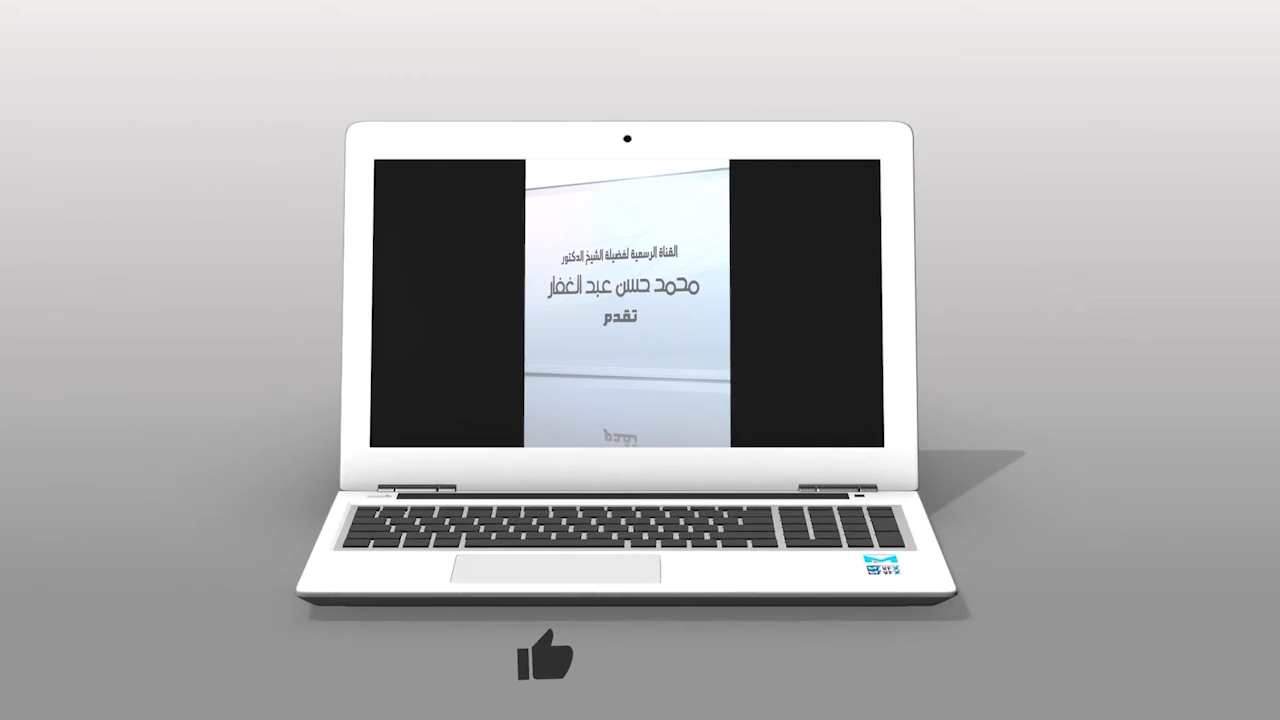 القناة الرسمية لفضيلة الشيخ الدكتور
محمد حسن عبد الغفار
تقدم